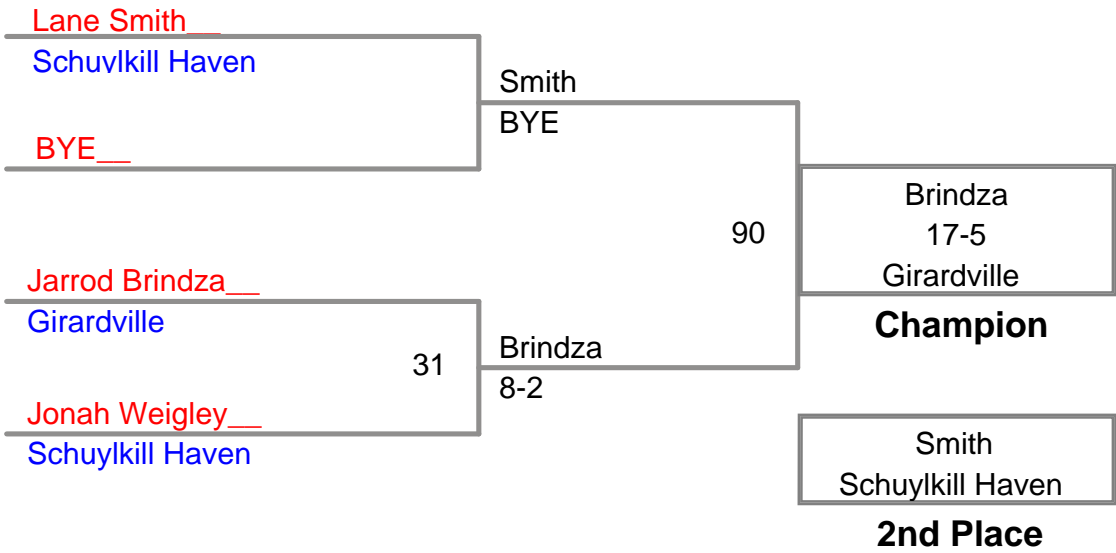 Lane Smith__
Schuylkill Haven
Smith
BYE
BYE__
Brindza
17-5
Girardville
90
Jarrod Brindza__
Girardville
Champion
Brindza
31
8-2
Jonah Weigley__
Schuylkill Haven
Smith
Schuylkill Haven
2nd Place